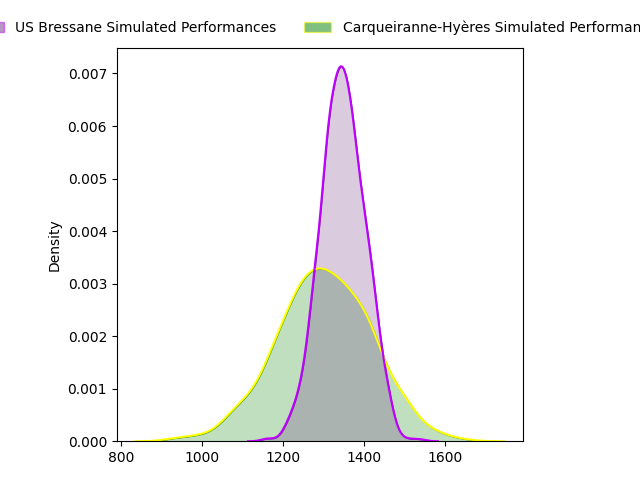 US Bressane Simulated Performances
Carqueiranne-Hyères Simulated Performan
0.007
0.006
0.005
0.004
0.003
0.002
0.001
0.000
Density
800 1000 1200 1400 1600